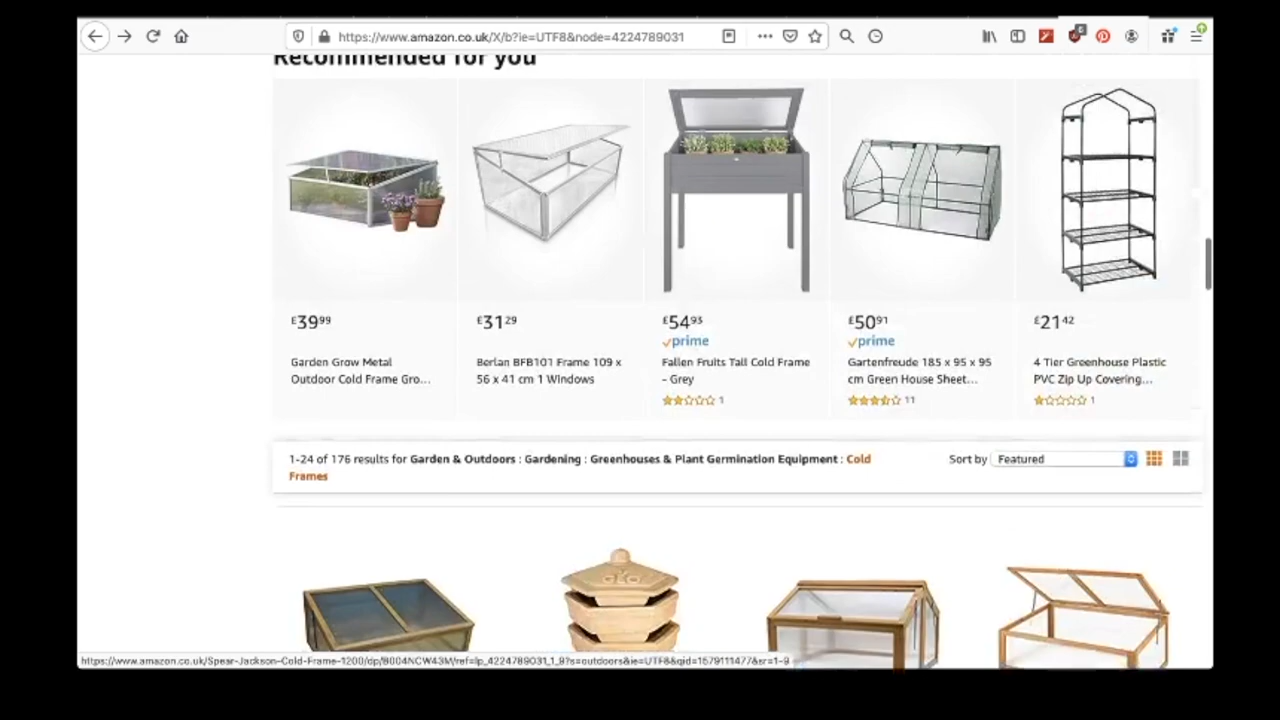 https://www.amazon.co.uk/X/b?ie=UTF8&node=4224789031
6
Recommended for you
£39.99
Garden Grow Metal
Outdoor Cold Frame Gro...
£31.29
Berlan BFB101 Frame 109 x
56 x 41 cm 1 Windows
£54.93
prime
Fallen Fruits Tall Cold Frame
- Grey
1
£50.91
prime
Gartenfreude 185 x 95 x 95
cm Green House Sheet...
11
£21.42
4 Tier Greenhouse Plastic
PVC Zip Up Covering...
1
1-24 of 176 results for Garden & Outdoors : Gardening : Greenhouses & Plant Germination Equipment : Cold
Frames
Sort by Featured
https://www.amazon.co.uk/Spear-Jackson-Cold-Frame-1200/dp/B004NCW43M/ref=lp_4224789031_1_9?s=outdoors&ie=UTF8&qid=1579111477&sr=1-9